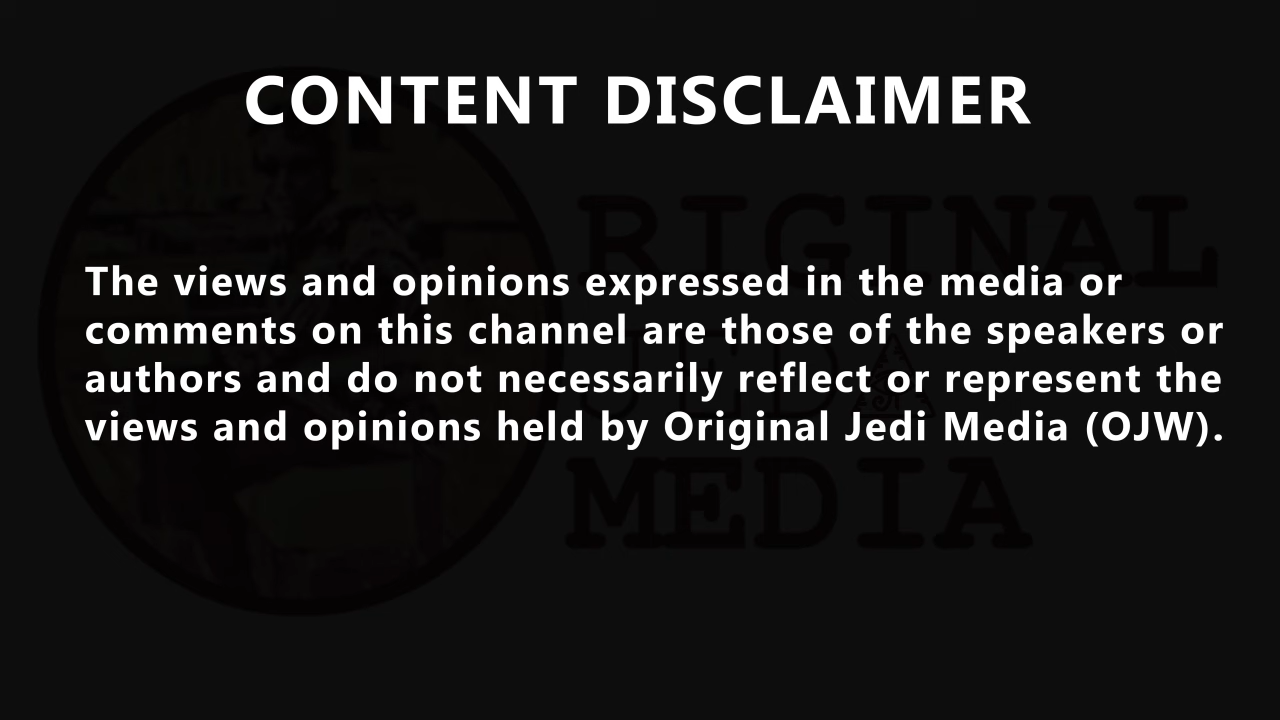 CONTENT DISCLAIMER
RIGINAL
The views and opinions expressed in the media or
comments on this channel are those of the speakers or
authors and do not necessarily reflect or represent the
views and opinions held by Original Jedi Media (OJW).
MEDIA